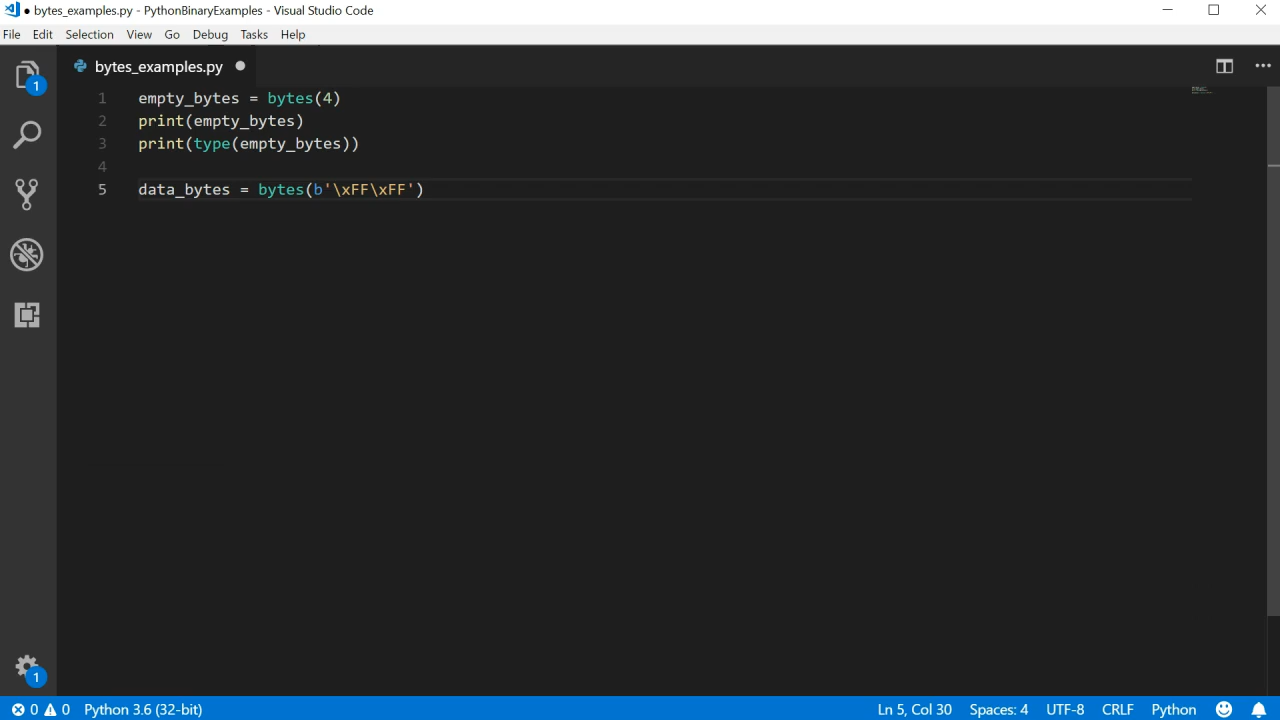 ● bytes_examples.py - PythonBinaryExamples - Visual Studio Code
File Edit Selection View Go Debug Tasks Help
1
bytes_examples.py ●
1 empty_bytes = bytes(4)
2 print(empty_bytes)
3 print(type(empty_bytes))
4
5 data_bytes = bytes(b'\xFF\xFF')
1
0 0 Python 3.6 (32-bit) Ln 5, Col 30 Spaces: 4 UTF-8 CRLF Python